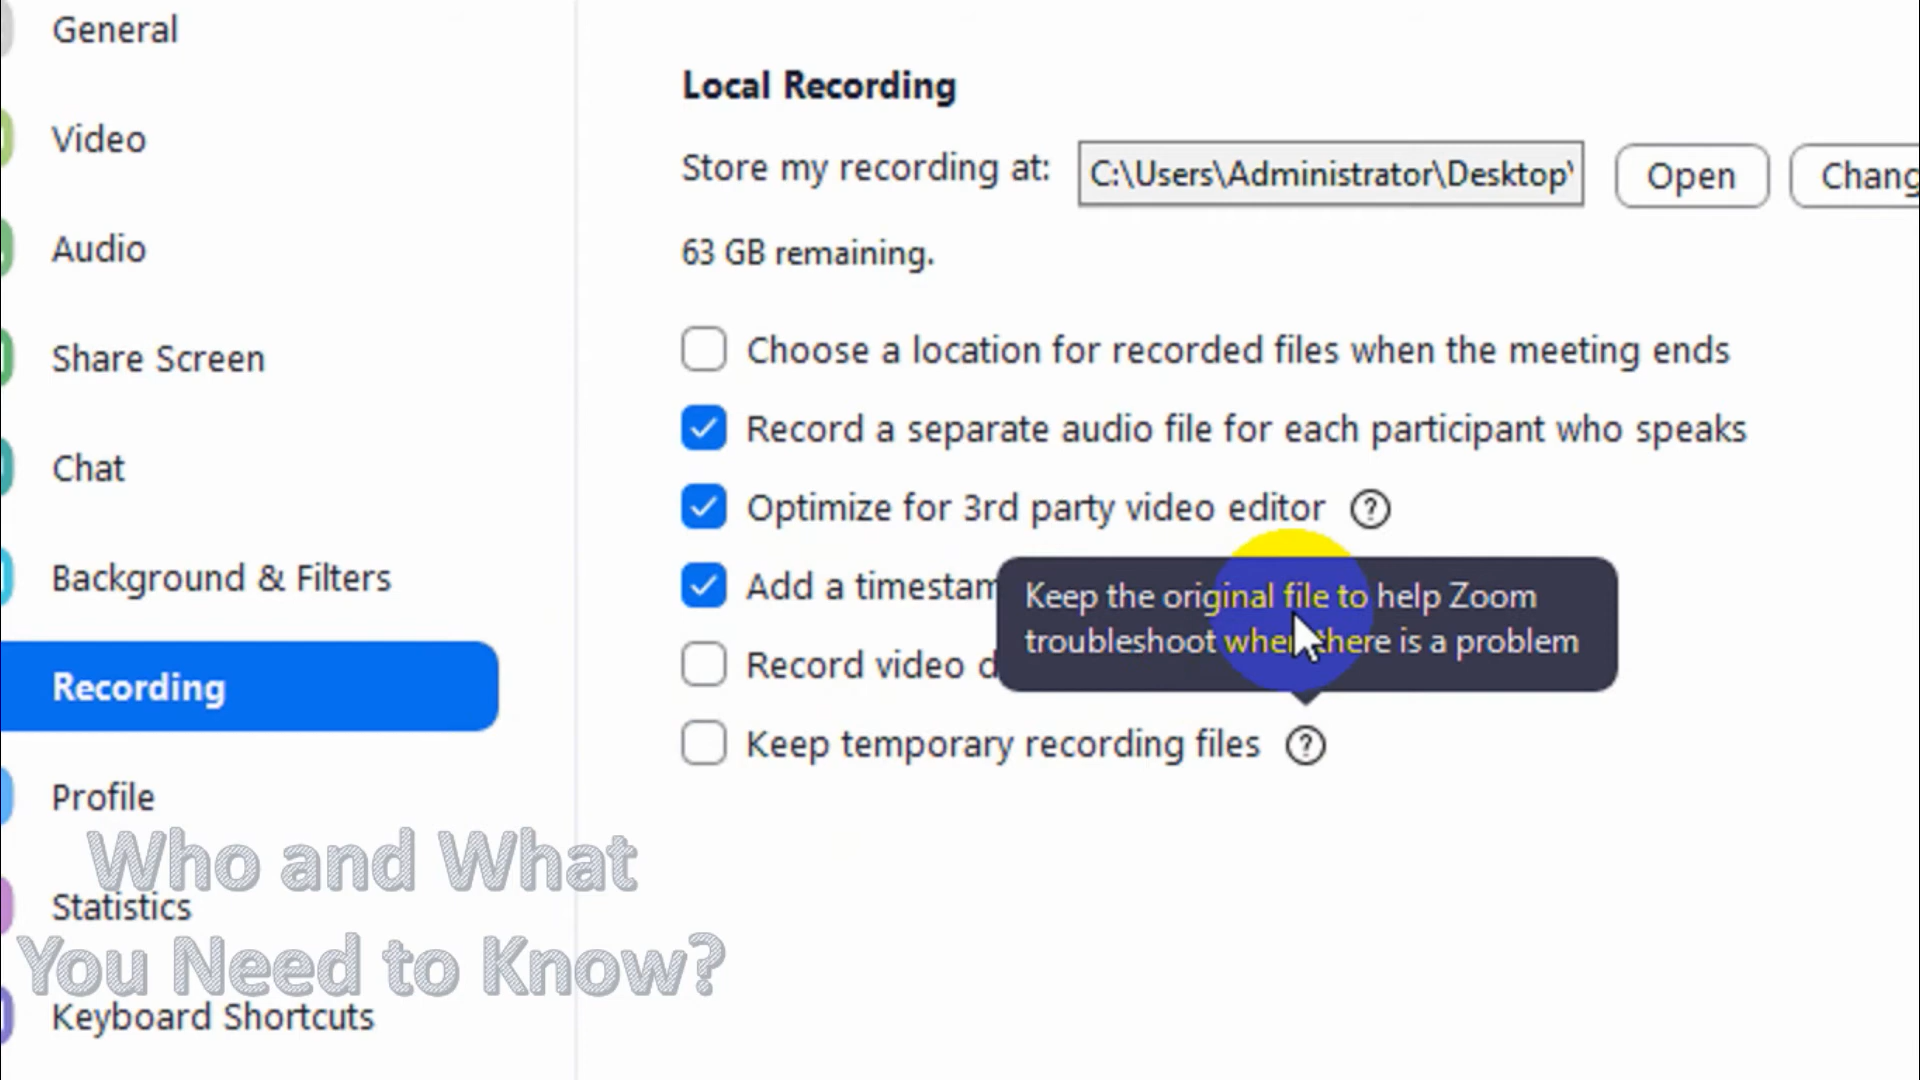 General
Video
Audio
Share Screen
Chat
Background & Filters
Recording
Profile
Statistics
Keyboard Shortcuts
Local Recording
Store my recording at: C:\Users\Administrator\Desktop\ Open Chang
63 GB remaining.
Choose a location for recorded files when the meeting ends
Record a separate audio file for each participant who speaks
Optimize for 3rd party video editor ?
Add a timestam
Keep the original file to help Zoom
troubleshoot when there is a problem
Record video d
Keep temporary recording files ?
Who and What
You Need to Know?